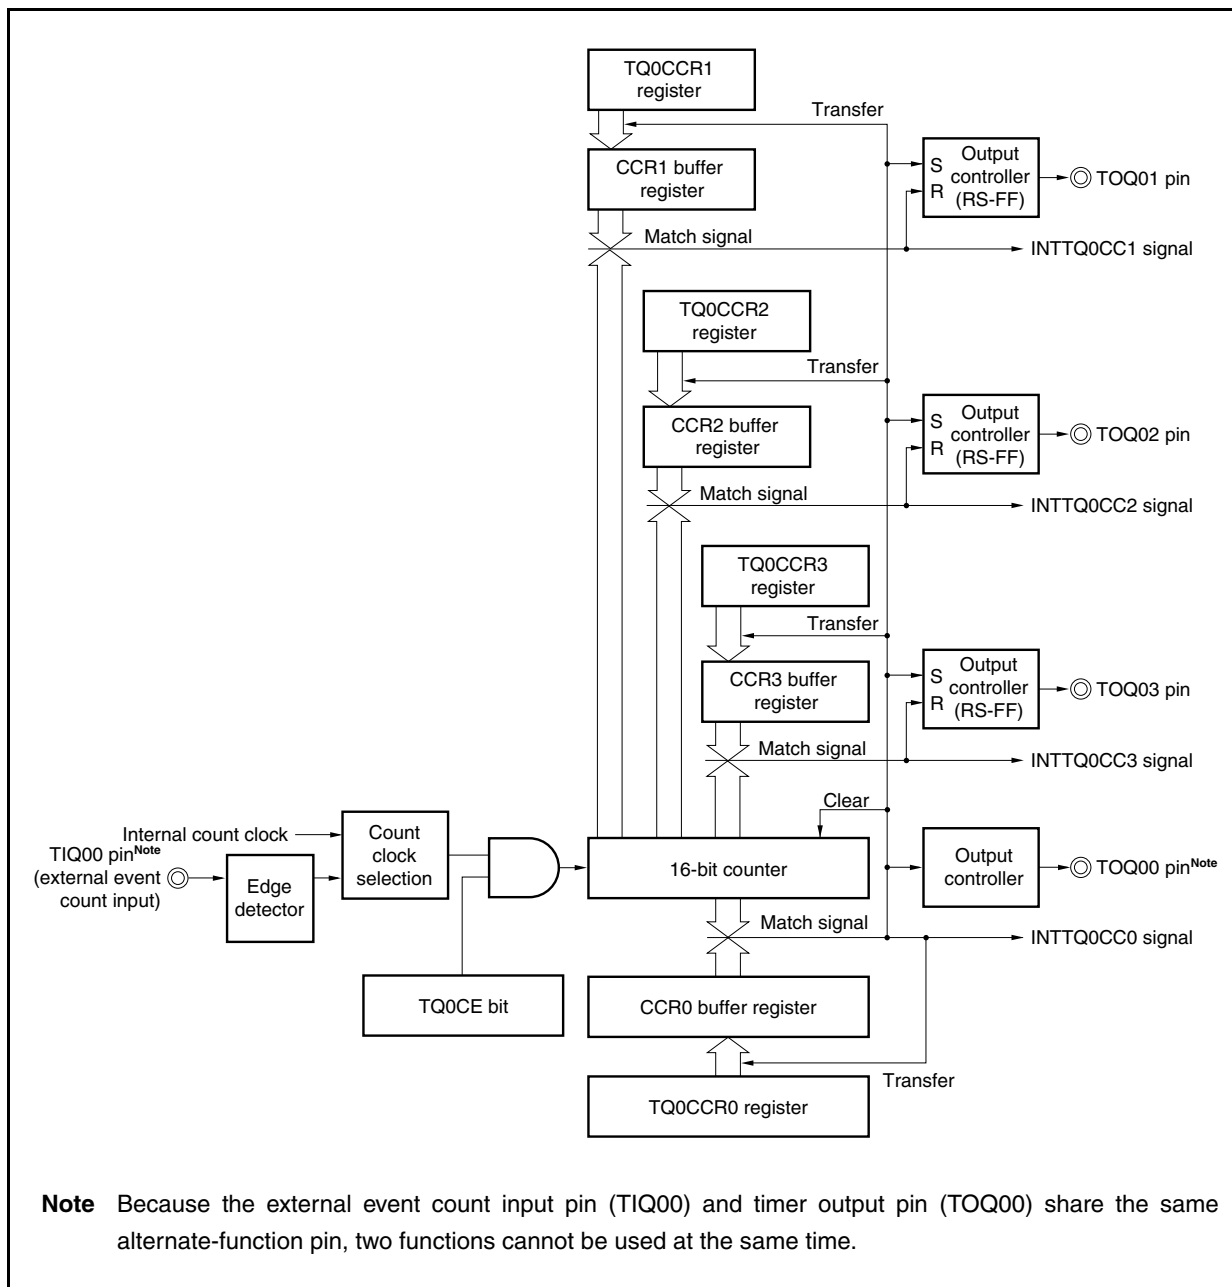 TQ0CCR1
register
Transfer
CCR1 buffer
register
S
R
Output
controller
(RS-FF)
TOQ01 pin
Match signal
INTTQ0CC1 signal
TQ0CCR2
register
Transfer
CCR2 buffer
register
S
R
Output
controller
(RS-FF)
TOQ02 pin
Match signal
INTTQ0CC2 signal
TQ0CCR3
register
Transfer
CCR3 buffer
register
S
R
Output
controller
(RS-FF)
TOQ03 pin
Match signal
INTTQ0CC3 signal
Clear
Internal count clock
TIQ00 pinNote
(external event
count input)
Edge
detector
Count
clock
selection
16-bit counter
Output
controller
TOQ00 pinNote
Match signal
INTTQ0CC0 signal
TQ0CE bit
CCR0 buffer register
Transfer
TQ0CCR0 register
Note Because the external event count input pin (TIQ00) and timer output pin (TOQ00) share the same
alternate-function pin, two functions cannot be used at the same time.